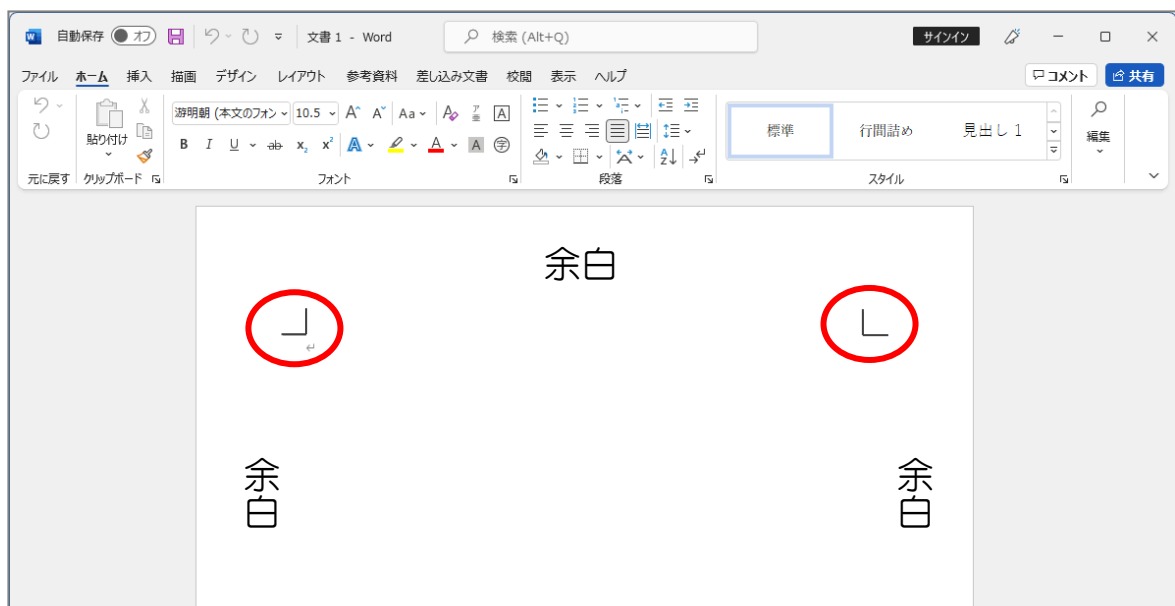 自動保存 オフ 文書 1 - Word 検索 (Alt+Q) サインイン
ファイル ホーム 挿入 描画 デザイン レイアウト 参考資料 差し込み文書 校閲 表示 ヘルプ コメント 共有
貼り付け 游明朝 (本文のフォン 10.5 A^ Aˇ Aa A ア亜 A
標準 行間詰め 見出し 1 編集
B I U ab x₂ x² A A A 字
元に戻す クリップボード フォント 段落 スタイル
余白
余白
余白